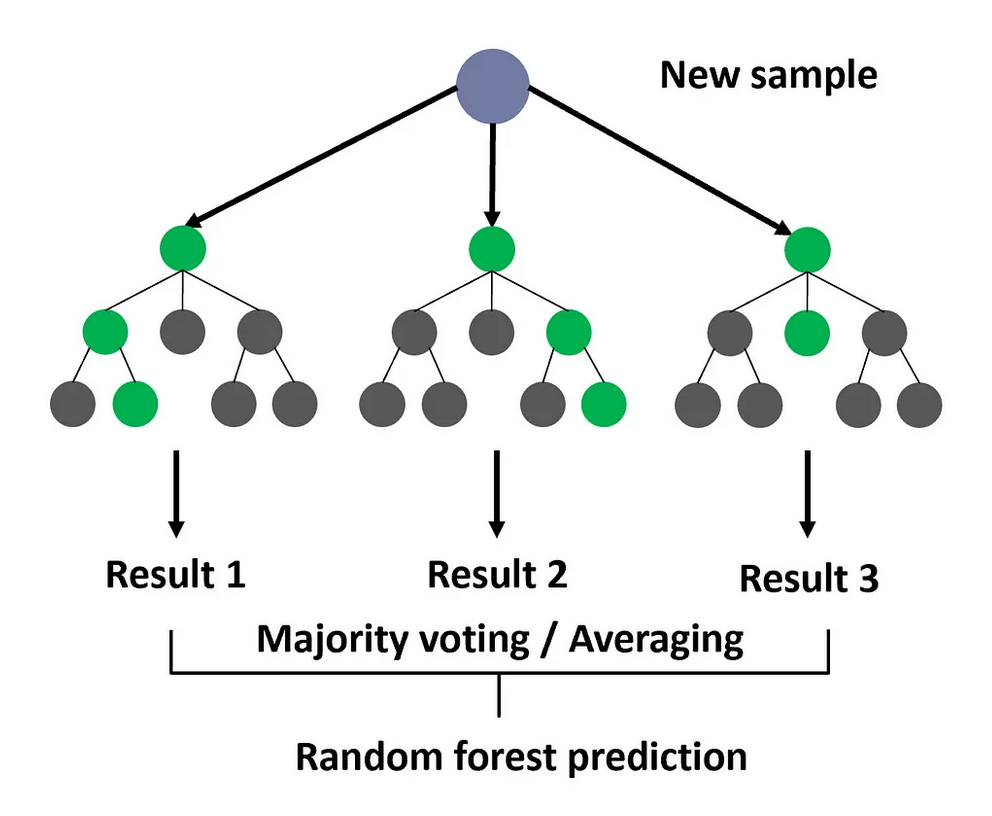 New sample
Result 1
Result 2
Result 3
Majority voting / Averaging
Random forest prediction